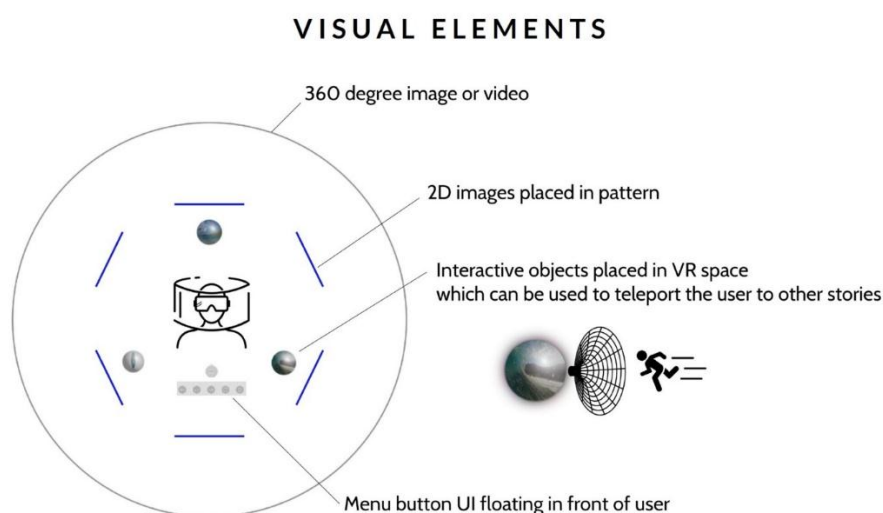 VISUAL ELEMENTS
360 degree image or video
2D images placed in pattern
Interactive objects placed in VR space
which can be used to teleport the user to other stories
Menu button UI floating in front of user